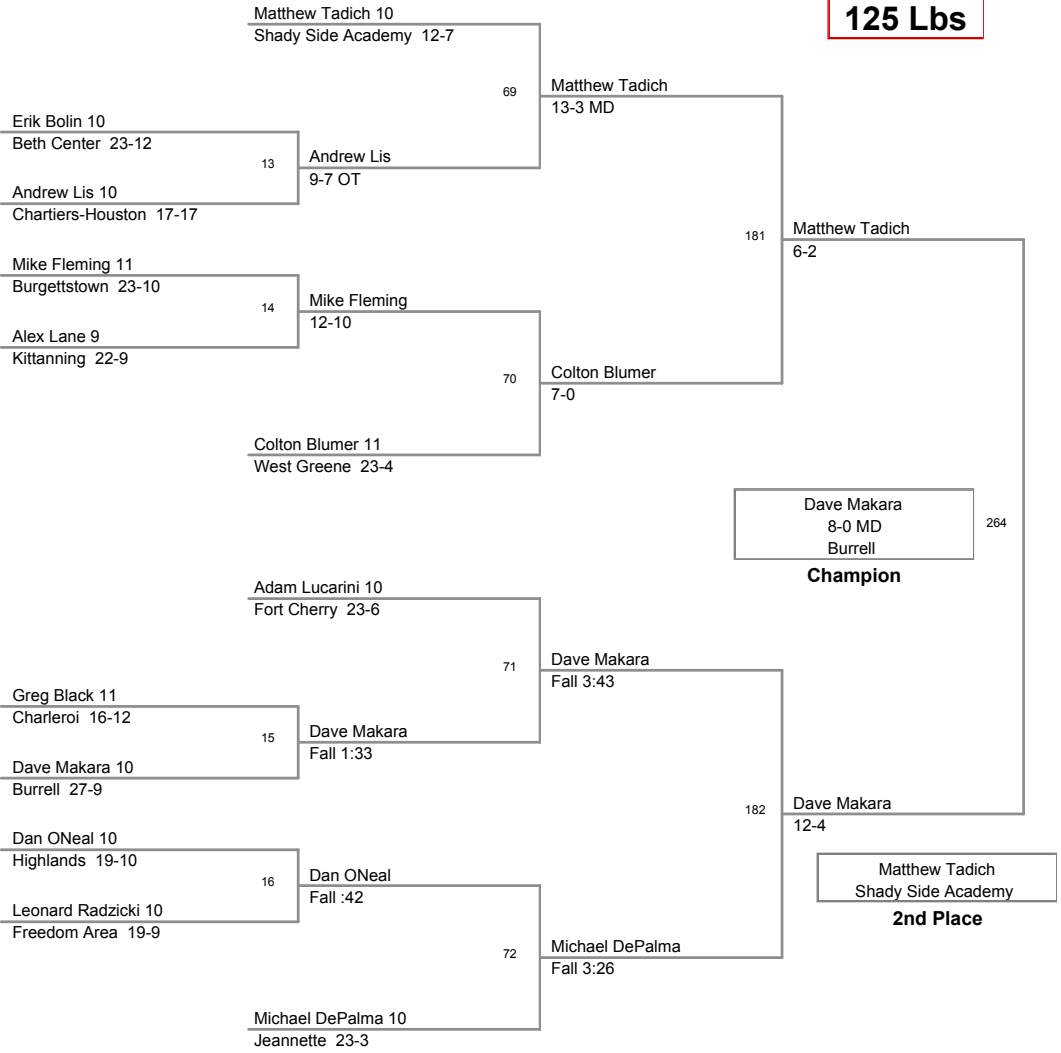 125 Lbs
Matthew Tadich 10
Shady Side Academy 12-7
69
Matthew Tadich
13-3 MD
Erik Bolin 10
Beth Center 23-12
13
Andrew Lis
9-7 OT
Andrew Lis 10
Chartiers-Houston 17-17
181
Matthew Tadich
6-2
Mike Fleming 11
Burgettstown 23-10
14
Mike Fleming
12-10
Alex Lane 9
Kittanning 22-9
70
Colton Blumer
7-0
Colton Blumer 11
West Greene 23-4
Dave Makara
8-0 MD
Burrell
264
Champion
Adam Lucarini 10
Fort Cherry 23-6
71
Dave Makara
Fall 3:43
Greg Black 11
Charleroi 16-12
15
Dave Makara
Fall 1:33
Dave Makara 10
Burrell 27-9
182
Dave Makara
12-4
Dan ONeal 10
Highlands 19-10
16
Dan ONeal
Fall :42
Matthew Tadich
Shady Side Academy
2nd Place
Leonard Radzicki 10
Freedom Area 19-9
72
Michael DePalma
Fall 3:26
Michael DePalma 10
Jeannette 23-3